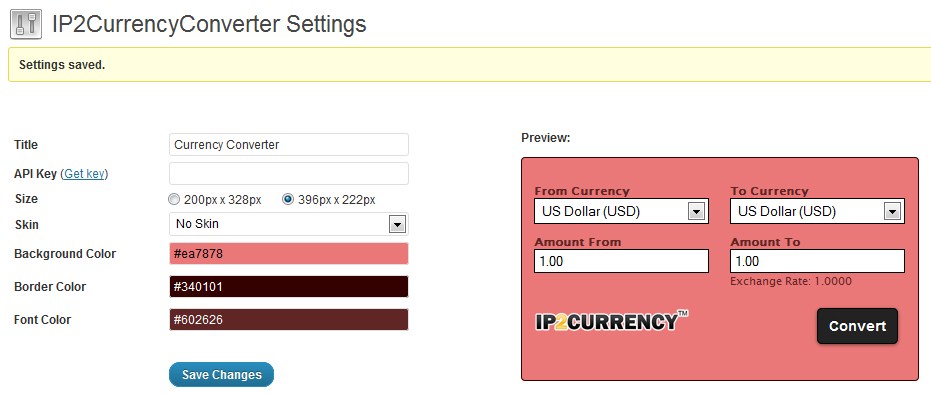 IP2CurrencyConverter Settings
Settings saved.
Title
Currency Converter
API Key (Get key)
Size
200px x 328px
396px x 222px
Skin
No Skin
Background Color
#ea7878
Border Color
#340101
Font Color
#602626
Save Changes
Preview:
From Currency To Currency
US Dollar (USD) US Dollar (USD)
Amount From Amount To
1.00 1.00
Exchange Rate: 1.0000
IP2CURRENCY™
Convert